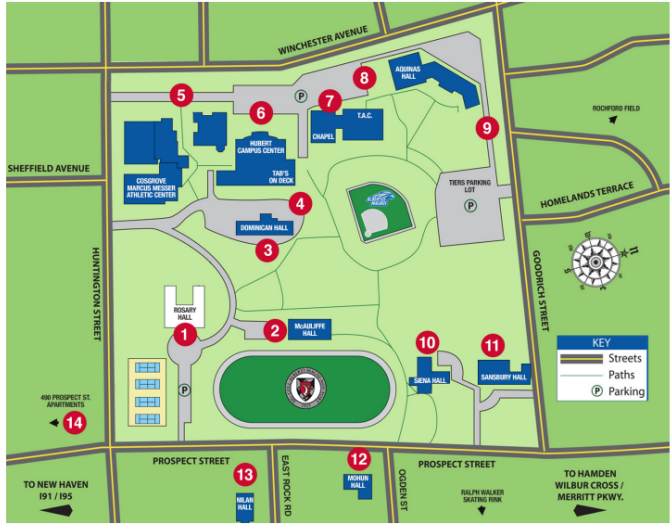 WINCHESTER AVENUE
AQUINAS
HALL
8
P
5
7
6
T.A.C.
CHAPEL
9
ROCHFORD FIELD
HUBERT
CAMPUS CENTER
SHEFFIELD AVENUE
COSGROVE
MARCUS MESSER
ATHLETIC CENTER
TAB'S
ON DECK
TIERS PARKING
LOT
P
HOMELANDS TERRACE
4
DOMINICAN HALL
3
HUNTINGTON STREET
GOODRICH STREET
ROSARY
HALL
1
2
McAULIFFE
HALL
10
11
SIENA HALL
SANSBURY HALL
KEY
Streets
Paths
P Parking
P
490 PROSPECT ST.
APARTMENTS
14
PROSPECT STREET
PROSPECT STREET
13
12
EAST ROCK RD
OGDEN ST
MOHUN
HALL
NILAN
HALL
TO NEW HAVEN
I91 / I95
RALPH WALKER
SKATING RINK
TO HAMDEN
WILBUR CROSS /
MERRITT PKWY.